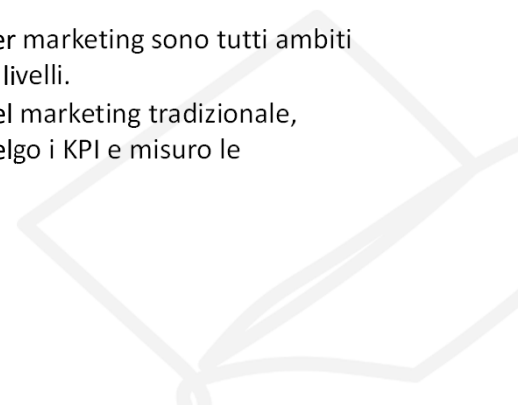 er marketing sono tutti ambiti
livelli.
el marketing tradizionale,
elgo i KPI e misuro le